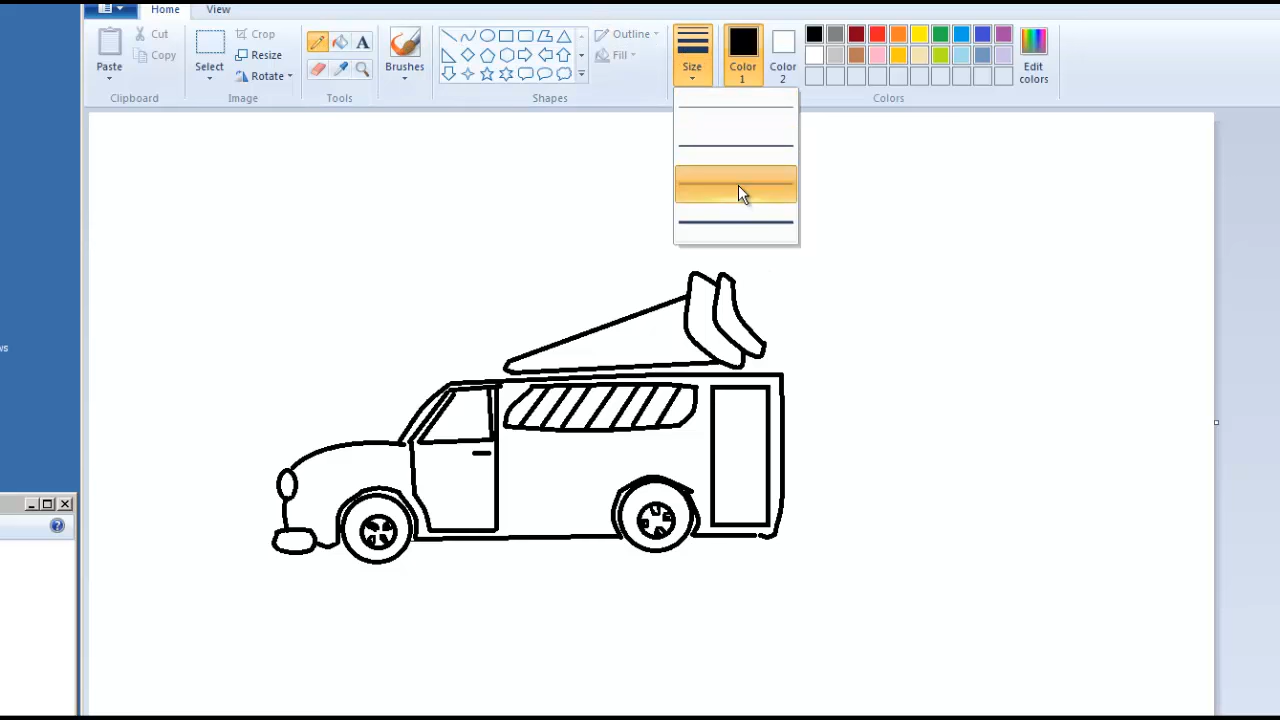 Home View
Cut
Copy
Paste
Clipboard
Crop
Resize
Rotate
Select
Image
A
Tools
Brushes
Outline
Fill
Shapes
Size
Color
1
Color
2
Edit
colors
Colors
ws
?